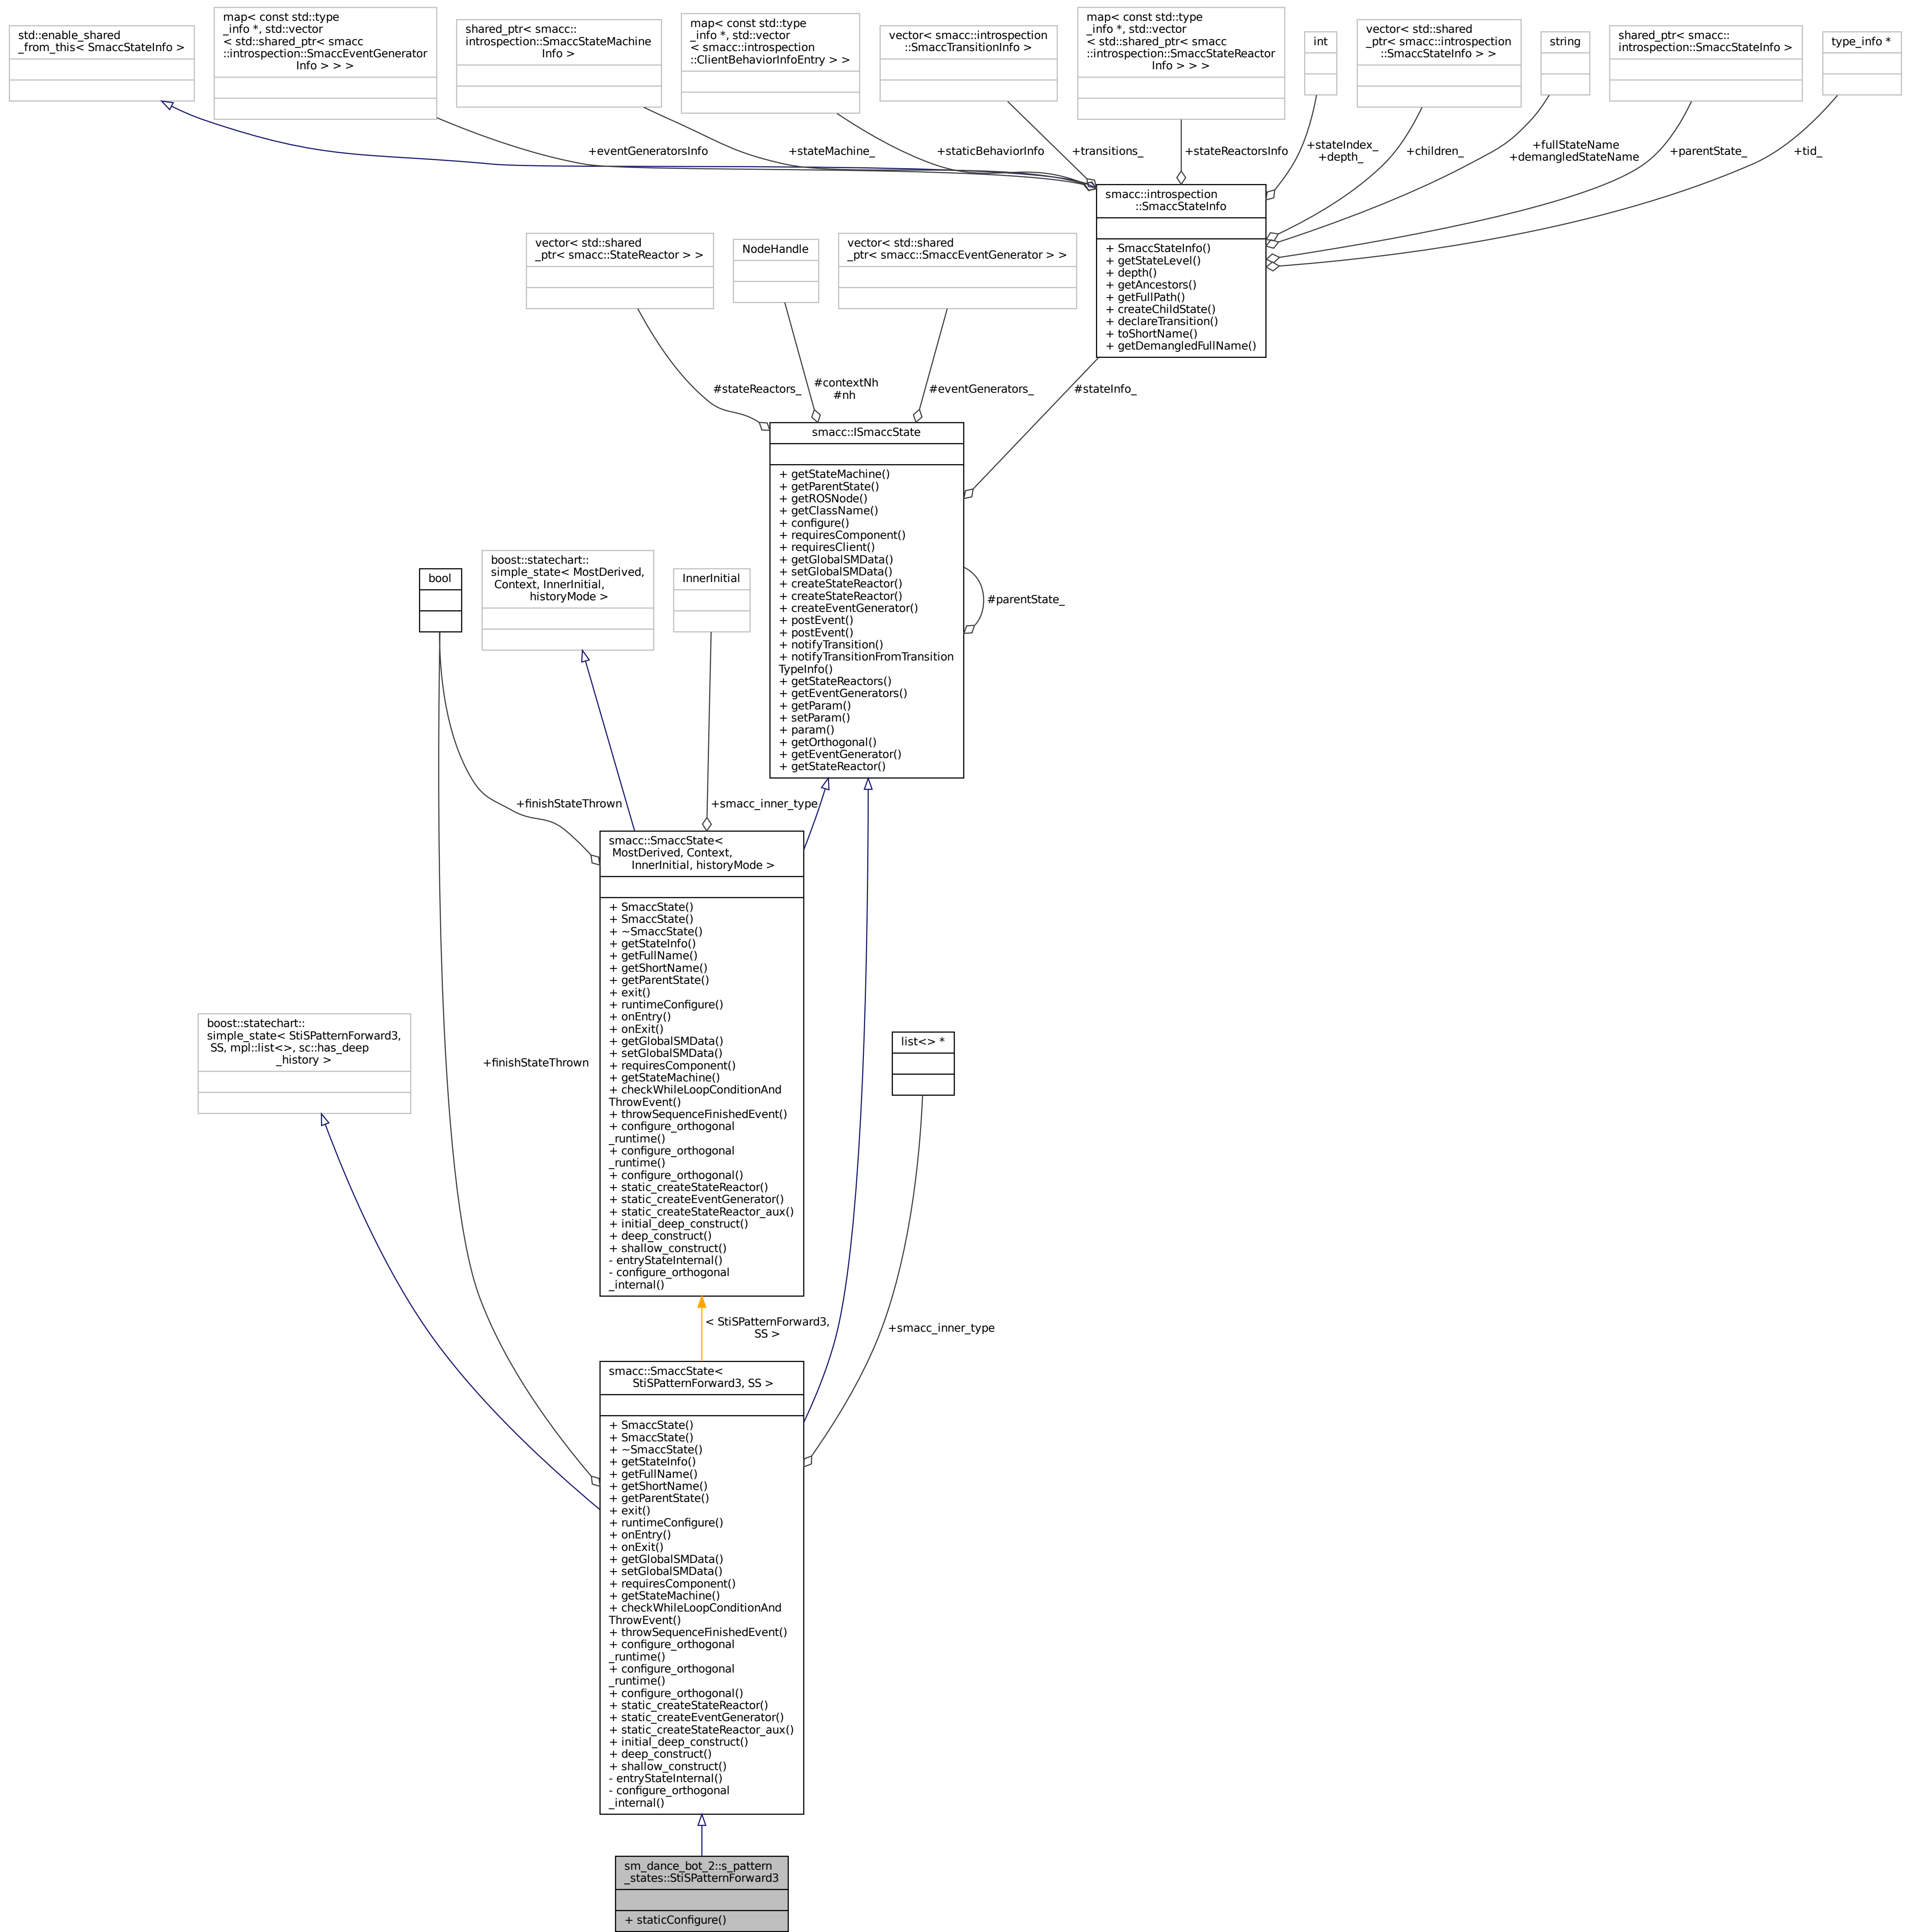 std::enable_shared
_from_this< SmaccStateInfo >
map< const std::type
_info *, std::vector
< std::shared_ptr< smacc
::introspection::SmaccEventGenerator
Info > > >
shared_ptr< smacc::
introspection::SmaccStateMachine
Info >
map< const std::type
_info *, std::vector
< smacc::introspection
::ClientBehaviorInfoEntry > >
vector< smacc::introspection
::SmaccTransitionInfo >
map< const std::type
_info *, std::vector
< std::shared_ptr< smacc
::introspection::SmaccStateReactor
Info > > >
int
vector< std::shared
_ptr< smacc::introspection
::SmaccStateInfo > >
string
shared_ptr< smacc::
introspection::SmaccStateInfo >
type_info *
+eventGeneratorsInfo
+stateMachine_
+staticBehaviorInfo
+transitions_
+stateReactorsInfo
+stateIndex_
+depth_
+children_
+fullStateName
+demangledStateName
+parentState_
+tid_
smacc::introspection
::SmaccStateInfo
+ SmaccStateInfo()
+ getStateLevel()
+ depth()
+ getAncestors()
+ getFullPath()
+ createChildState()
+ declareTransition()
+ toShortName()
+ getDemangledFullName()
vector< std::shared
_ptr< smacc::StateReactor > >
NodeHandle
vector< std::shared
_ptr< smacc::SmaccEventGenerator > >
#stateReactors_
#contextNh
#nh
#eventGenerators_
#stateInfo_
smacc::ISmaccState
+ getStateMachine()
+ getParentState()
+ getROSNode()
+ getClassName()
+ configure()
+ requiresComponent()
+ requiresClient()
+ getGlobalSMData()
+ setGlobalSMData()
+ createStateReactor()
+ createStateReactor()
+ createEventGenerator()
+ postEvent()
+ postEvent()
+ notifyTransition()
+ notifyTransitionFromTransition
TypeInfo()
+ getStateReactors()
+ getEventGenerators()
+ getParam()
+ setParam()
+ param()
+ getOrthogonal()
+ getEventGenerator()
+ getStateReactor()
#parentState_
bool
boost::statechart::
simple_state< MostDerived,
Context, InnerInitial,
historyMode >
InnerInitial
+finishStateThrown
+smacc_inner_type
smacc::SmaccState<
MostDerived, Context,
InnerInitial, historyMode >
+ SmaccState()
+ SmaccState()
+ ~SmaccState()
+ getStateInfo()
+ getFullName()
+ getShortName()
+ getParentState()
+ exit()
+ runtimeConfigure()
+ onEntry()
+ onExit()
+ getGlobalSMData()
+ setGlobalSMData()
+ requiresComponent()
+ getStateMachine()
+ checkWhileLoopConditionAnd
ThrowEvent()
+ throwSequenceFinishedEvent()
+ configure_orthogonal
_runtime()
+ configure_orthogonal
_runtime()
+ configure_orthogonal()
+ static_createStateReactor()
+ static_createEventGenerator()
+ static_createStateReactor_aux()
+ initial_deep_construct()
+ deep_construct()
+ shallow_construct()
- entryStateInternal()
- configure_orthogonal
_internal()
boost::statechart::
simple_state< StiSPatternForward3,
SS, mpl::list<>, sc::has_deep
_history >
+finishStateThrown
list<> *
< StiSPatternForward3,
SS >
+smacc_inner_type
smacc::SmaccState<
StiSPatternForward3, SS >
+ SmaccState()
+ SmaccState()
+ ~SmaccState()
+ getStateInfo()
+ getFullName()
+ getShortName()
+ getParentState()
+ exit()
+ runtimeConfigure()
+ onEntry()
+ onExit()
+ getGlobalSMData()
+ setGlobalSMData()
+ requiresComponent()
+ getStateMachine()
+ checkWhileLoopConditionAnd
ThrowEvent()
+ throwSequenceFinishedEvent()
+ configure_orthogonal
_runtime()
+ configure_orthogonal
_runtime()
+ configure_orthogonal()
+ static_createStateReactor()
+ static_createEventGenerator()
+ static_createStateReactor_aux()
+ initial_deep_construct()
+ deep_construct()
+ shallow_construct()
- entryStateInternal()
- configure_orthogonal
_internal()
sm_dance_bot_2::s_pattern
_states::StiSPatternForward3
+ staticConfigure()